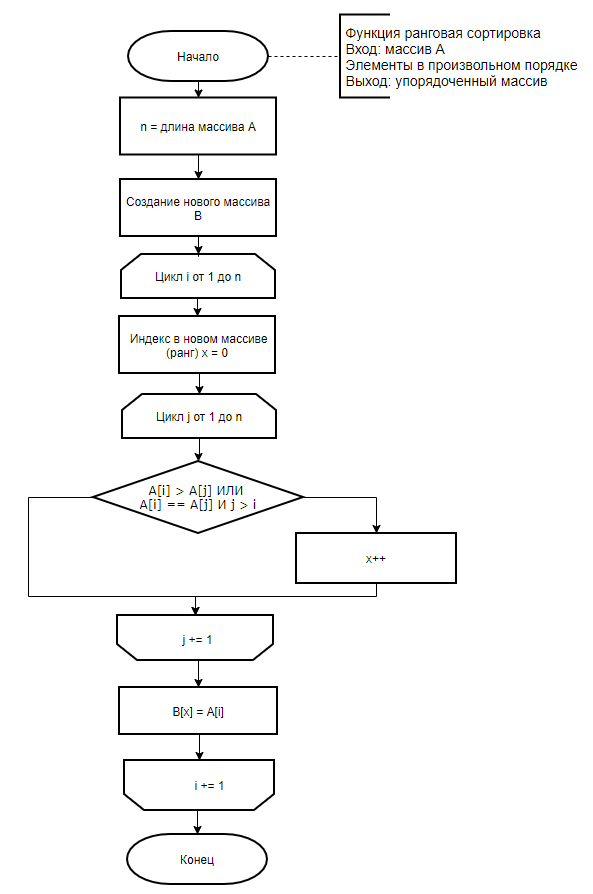 Начало
Функция ранговая сортировка
Вход: массив А
Элементы в произвольном порядке
Выход: упорядоченный массив
n = длина массива А
Создание нового массива
В
Цикл i от 1 до n
Индекс в новом массиве
(ранг) x = 0
Цикл j от 1 до n
A[i] > A[j] ИЛИ
A[i] == A[j] И j > i
x++
j += 1
B[x] = A[i]
i += 1
Конец